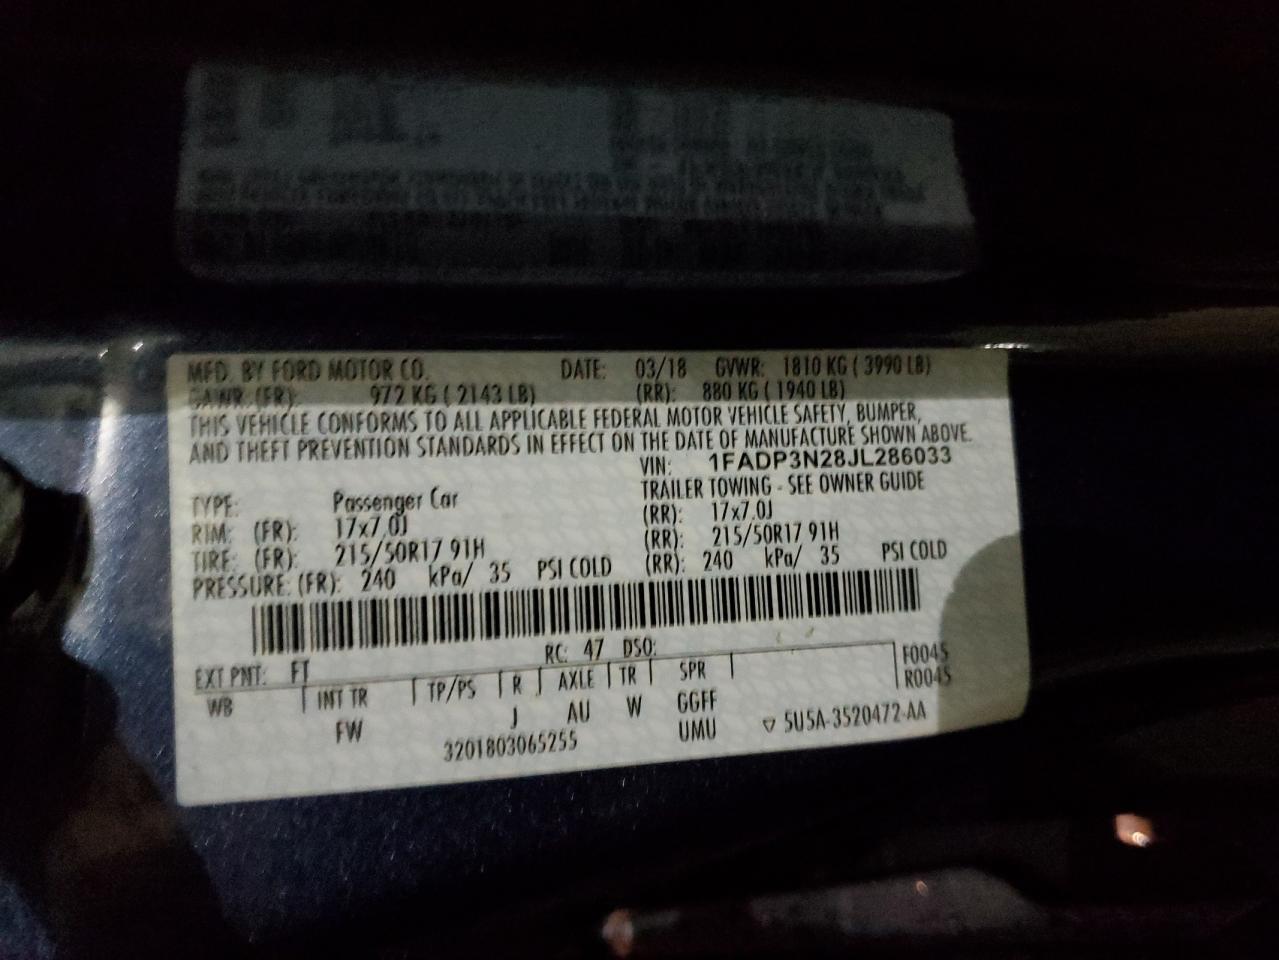 MFD. BY FORD MOTOR CO. DATE: 03/18 GVWR: 1810 KG ( 3990 LB)
GAWR: (FR): 972 KG ( 2143 LB) (RR): 880 KG ( 1940 LB)
THIS VEHICLE CONFORMS TO ALL APPLICABLE FEDERAL MOTOR VEHICLE SAFETY, BUMPER,
AND THEFT PREVENTION STANDARDS IN EFFECT ON THE DATE OF MANUFACTURE SHOWN ABOVE.
VIN: 1FADP3N28JL286033
TYPE: Passenger Car TRAILER TOWING - SEE OWNER GUIDE
RIM: (FR): 17x7.0J (RR): 17x7.0J
TIRE: (FR): 215/50R17 91H (RR): 215/50R17 91H
PRESSURE: (FR): 240 kPa/ 35 PSI COLD (RR): 240 kPa/ 35 PSI COLD
RC: 47 DSO:
EXT PNT: FT F0045
WB INT TR TP/PS R AXLE TR SPR R0045
FW J AU W GGFF
3201803065255 UMU ▽ 5U5A-3520472-AA